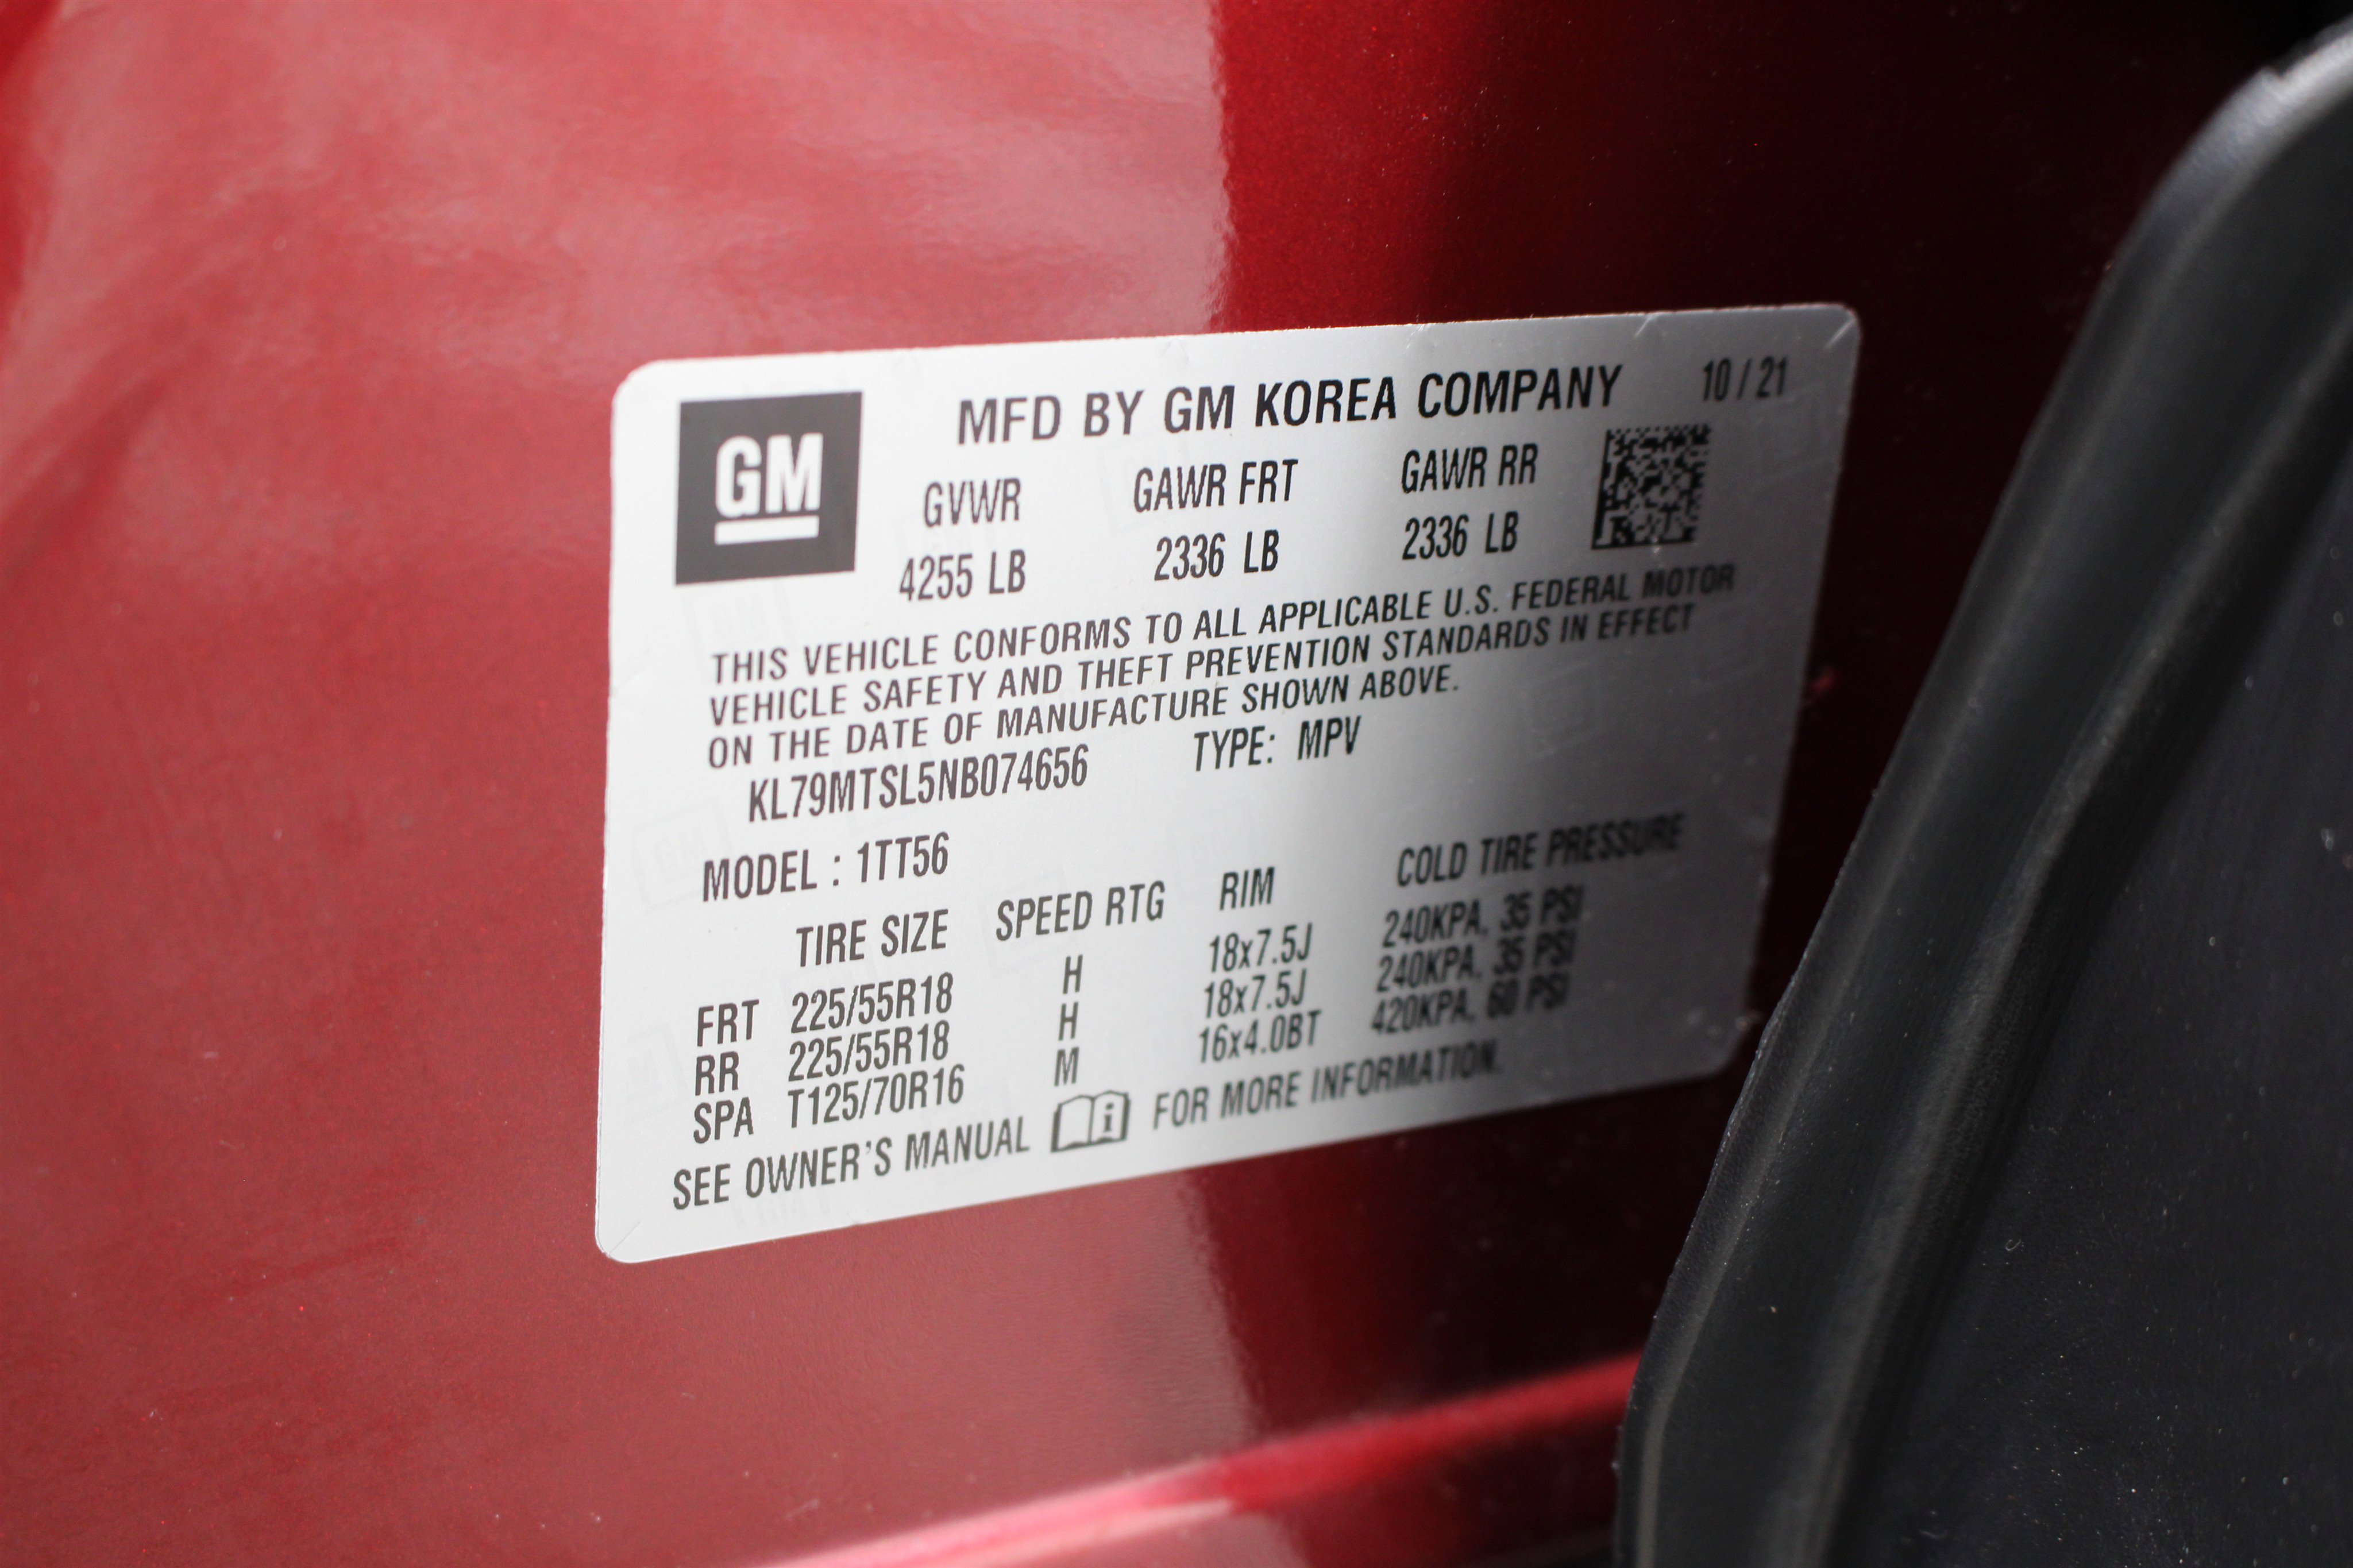 GM
MFD BY GM KOREA COMPANY 10 / 21
GVWR GAWR FRT GAWR RR
4255 LB 2336 LB 2336 LB
THIS VEHICLE CONFORMS TO ALL APPLICABLE U.S. FEDERAL MOTOR
VEHICLE SAFETY AND THEFT PREVENTION STANDARDS IN EFFECT
ON THE DATE OF MANUFACTURE SHOWN ABOVE.
KL79MTSL5NB074656 TYPE: MPV
MODEL : 1TT56
TIRE SIZE SPEED RTG RIM COLD TIRE PRESSURE
FRT 225/55R18 H 18x7.5J 240KPA, 35 PSI
RR 225/55R18 H 18x7.5J 240KPA, 35 PSI
SPA T125/70R16 M 16x4.0BT 420KPA, 60 PSI
SEE OWNER'S MANUAL FOR MORE INFORMATION.